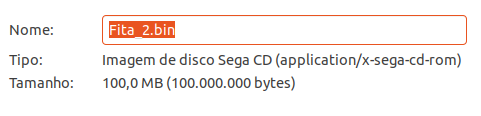 Nome: Fita_2.bin
Tipo: Imagem de disco Sega CD (application/x-sega-cd-rom)
Tamanho: 100,0 MB (100.000.000 bytes)